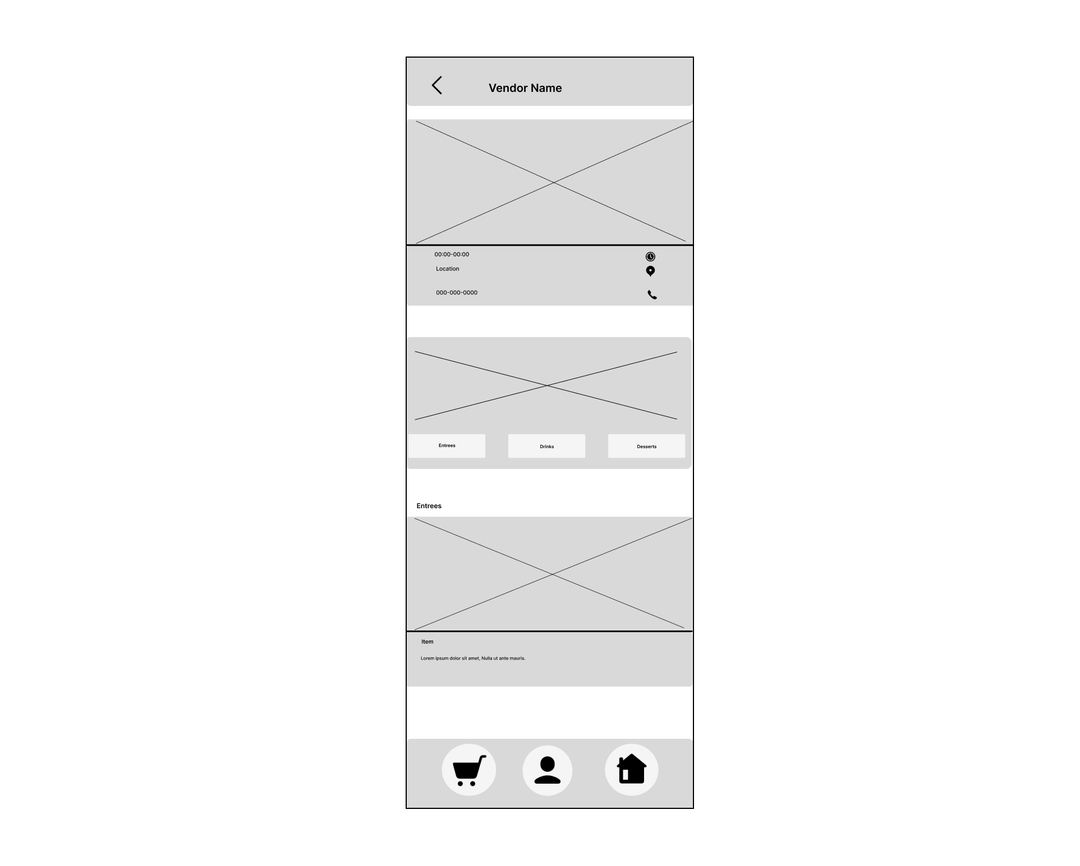 Vendor Name
00:00-00:00
Location
000-000-0000
Entrees
Drinks
Desserts
Entrees
Item
Lorem ipsum dolor sit amet, Nulla ut ante mauris.